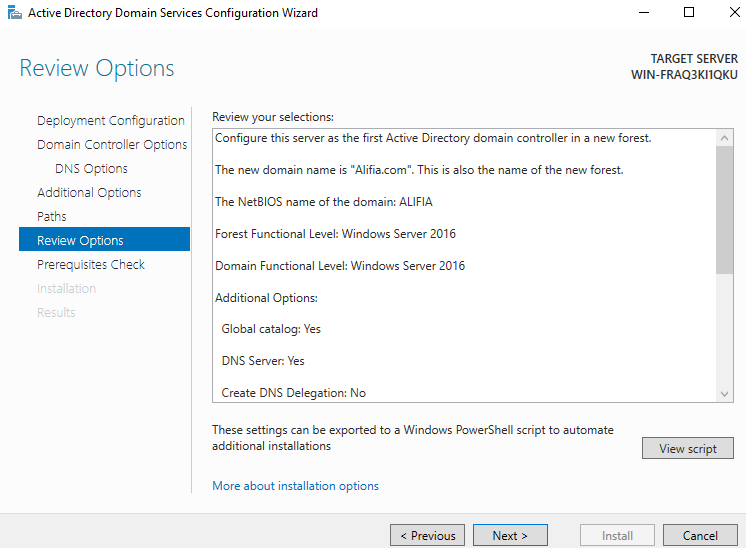 Active Directory Domain Services Configuration Wizard
Review Options
TARGET SERVER
WIN-FRAQ3KI1QKU
Deployment Configuration
Domain Controller Options
DNS Options
Additional Options
Paths
Review Options
Prerequisites Check
Installation
Results
Review your selections:
Configure this server as the first Active Directory domain controller in a new forest.
The new domain name is "Alifia.com". This is also the name of the new forest.
The NetBIOS name of the domain: ALIFIA
Forest Functional Level: Windows Server 2016
Domain Functional Level: Windows Server 2016
Additional Options:
Global catalog: Yes
DNS Server: Yes
Create DNS Delegation: No
These settings can be exported to a Windows PowerShell script to automate
additional installations
View script
More about installation options
< Previous
Next >
Install
Cancel